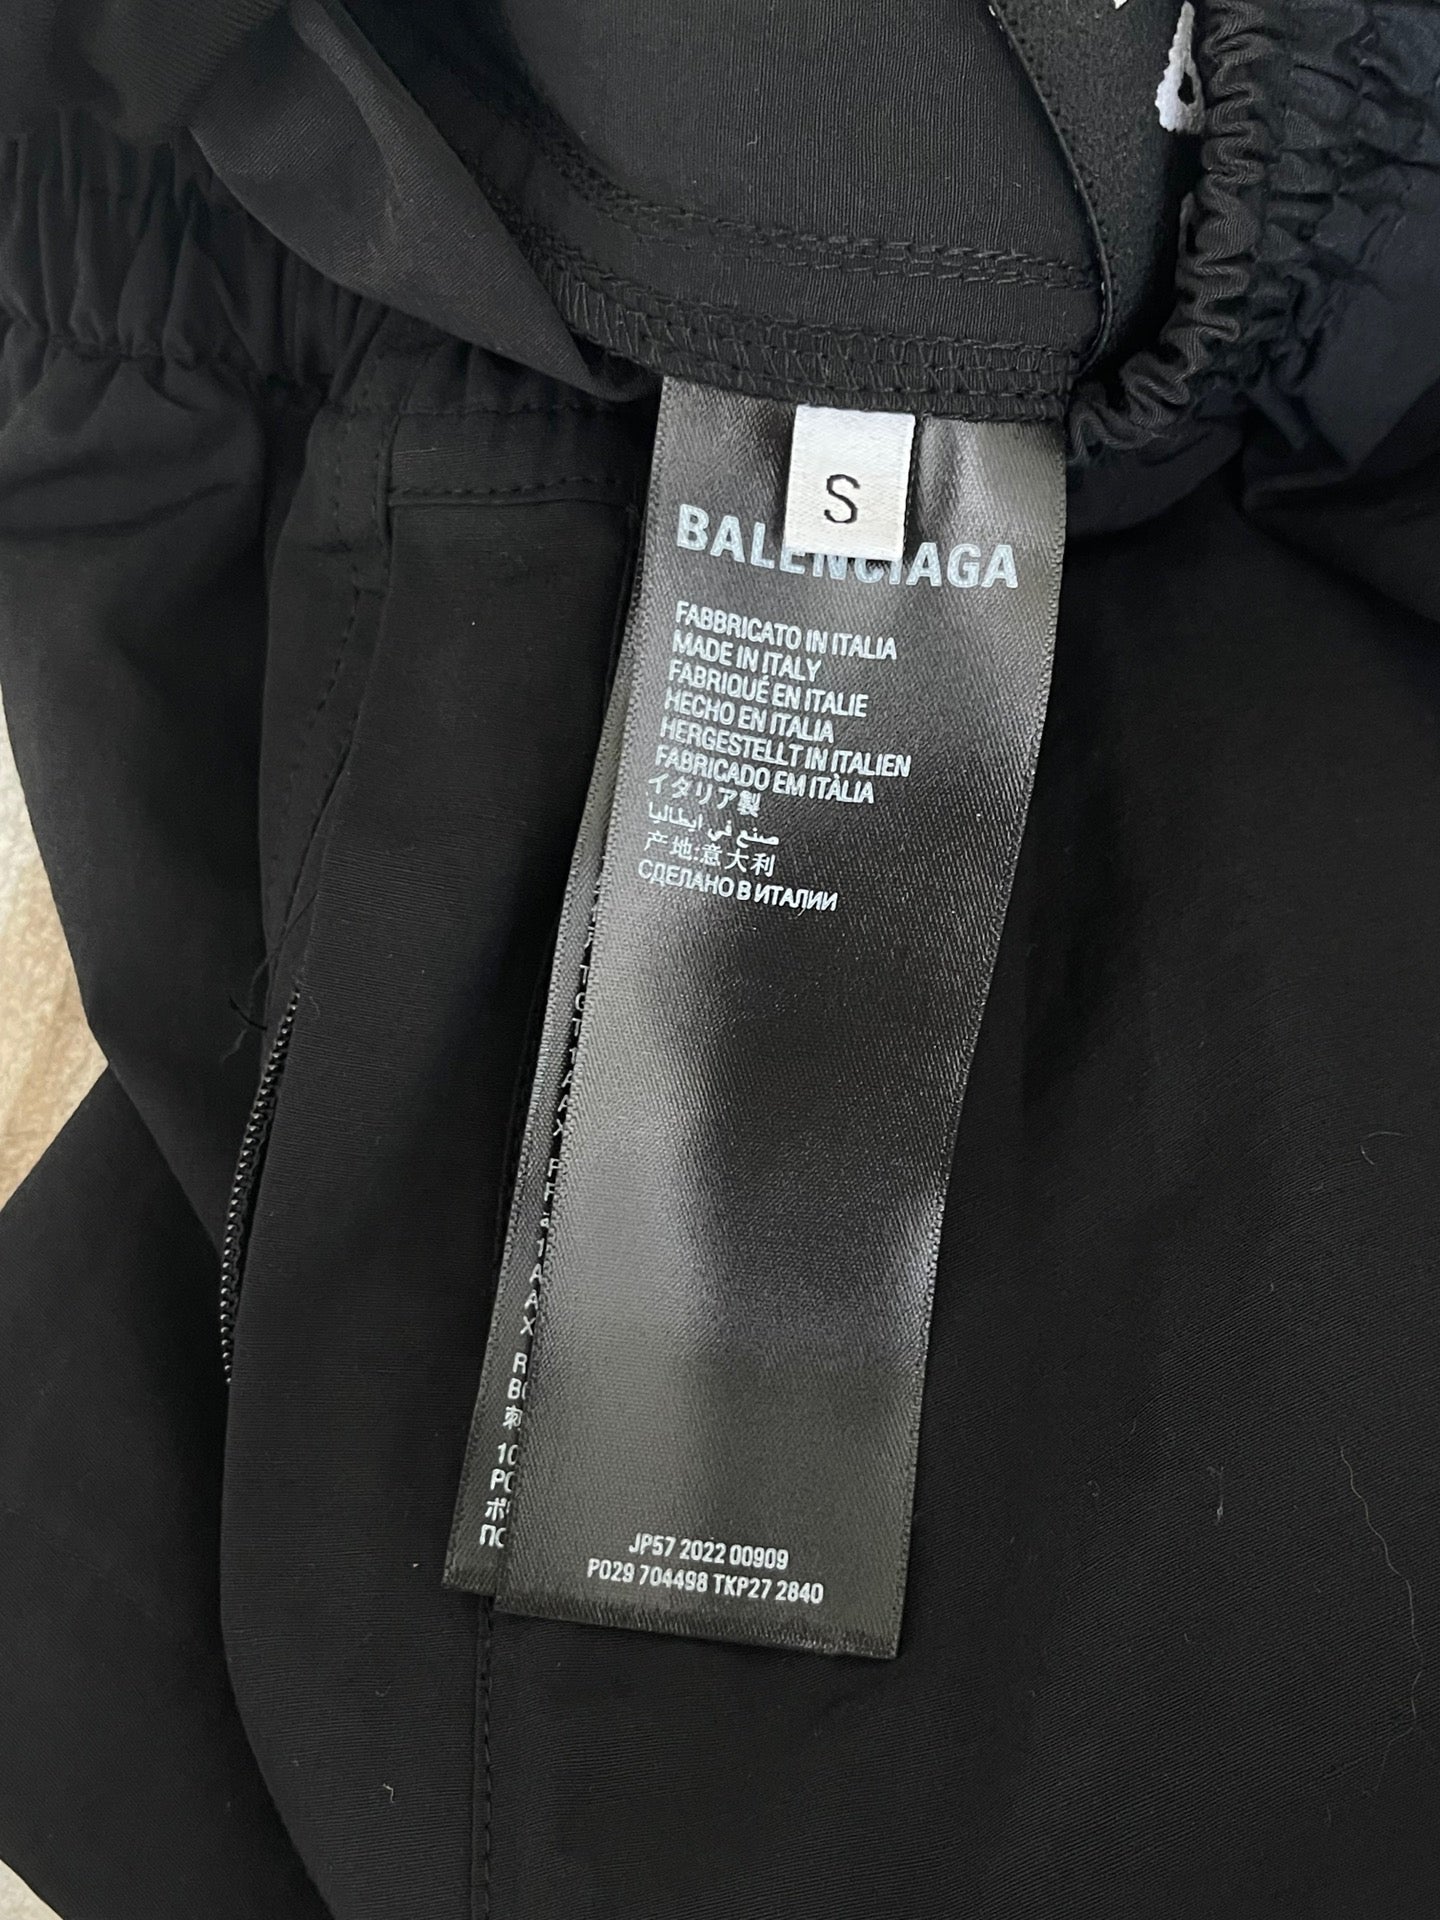 S
BALENCIAGA
FABBRICATO IN ITALIA
MADE IN ITALY
FABRIQUÉ EN ITALIE
HECHO EN ITALIA
HERGESTELLT IN ITALIEN
FABRICADO EM ITÀLIA
イタリア製
صنع في ايطاليا
产地:意大利
СДЕЛАНО В ИТАЛИИ
JP57 2022 00909
P029 704498 TKP27 2840